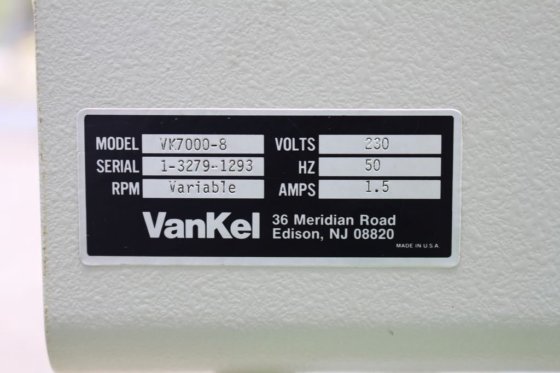 MODEL VK7000-8 VOLTS 230
SERIAL 1-3279-1293 HZ 50
RPM Variable AMPS 1.5
VanKel 36 Meridian Road
Edison, NJ 08820
MADE IN U.S.A.